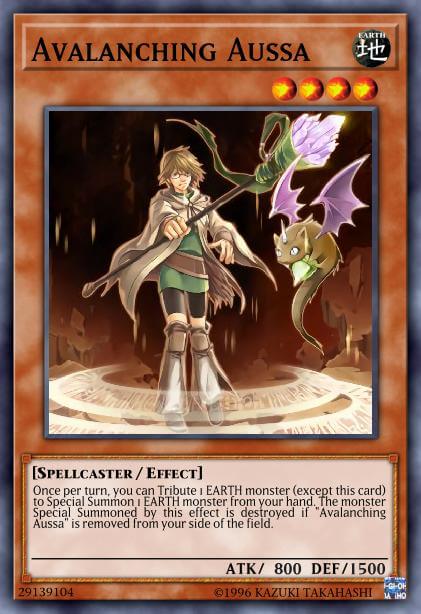 AVALANCHING AUSSA
EARTH
地
[SPELLCASTER / EFFECT]
Once per turn, you can Tribute 1 EARTH monster (except this card)
to Special Summon 1 EARTH monster from your hand. The monster
Special Summoned by this effect is destroyed if "Avalanching
Aussa" is removed from your side of the field.
ATK/ 800 DEF/1500
29139104
©1996 KAZUKI TAKAHASHI